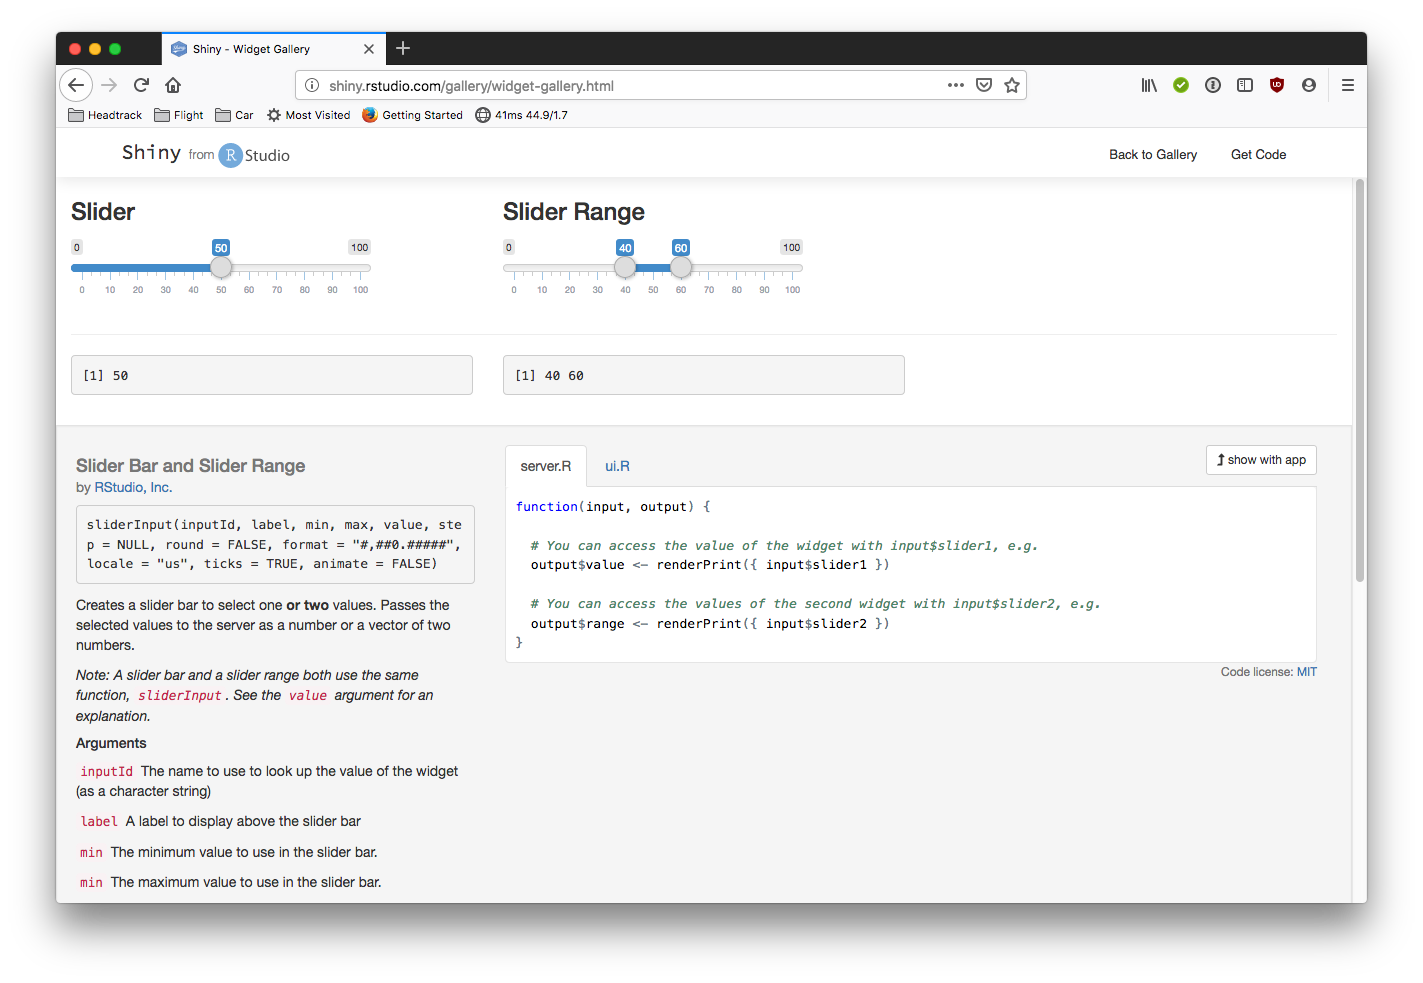 Shiny - Widget Gallery
shiny.rstudio.com/gallery/widget-gallery.html
Headtrack Flight Car Most Visited Getting Started 41ms 44.9/1.7
Shiny from R Studio
Back to Gallery Get Code
Slider
0 50 100
0 10 20 30 40 50 60 70 80 90 100
Slider Range
0 40 60 100
0 10 20 30 40 50 60 70 80 90 100
[1] 50
[1] 40 60
Slider Bar and Slider Range
by RStudio, Inc.
sliderInput(inputId, label, min, max, value, ste
p = NULL, round = FALSE, format = "#,##0.#####",
locale = "us", ticks = TRUE, animate = FALSE)
Creates a slider bar to select one or two values. Passes the
selected values to the server as a number or a vector of two
numbers.
Note: A slider bar and a slider range both use the same
function, sliderInput. See the value argument for an
explanation.
Arguments
inputId The name to use to look up the value of the widget
(as a character string)
label A label to display above the slider bar
min The minimum value to use in the slider bar.
min The maximum value to use in the slider bar.
server.R ui.R
show with app
function(input, output) {
# You can access the value of the widget with input$slider1, e.g.
output$value <- renderPrint({ input$slider1 })
# You can access the values of the second widget with input$slider2, e.g.
output$range <- renderPrint({ input$slider2 })
}
Code license: MIT